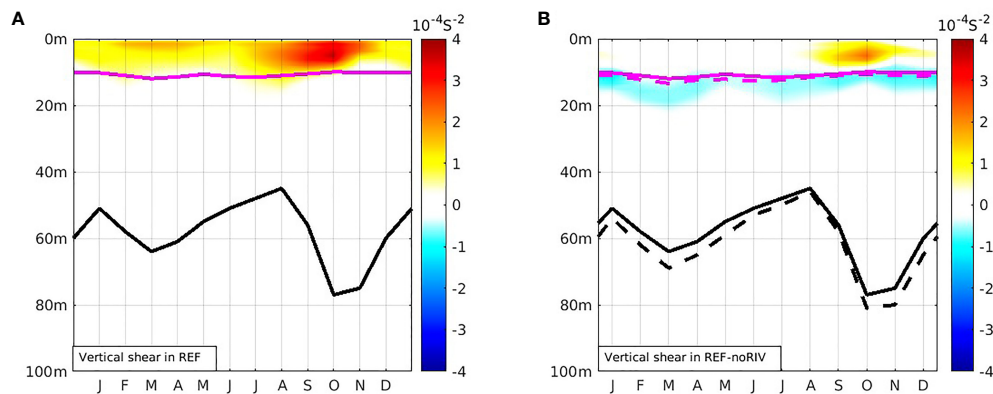 A
10-4S-2
0m
20m
40m
60m
80m
100m
4
3
2
1
0
-1
-2
-3
-4
Vertical shear in REF
J F M A M J J A S O N D
B
10-4S-2
0m
20m
40m
60m
80m
100m
4
3
2
1
0
-1
-2
-3
-4
Vertical shear in REF-noRIV
J F M A M J J A S O N D